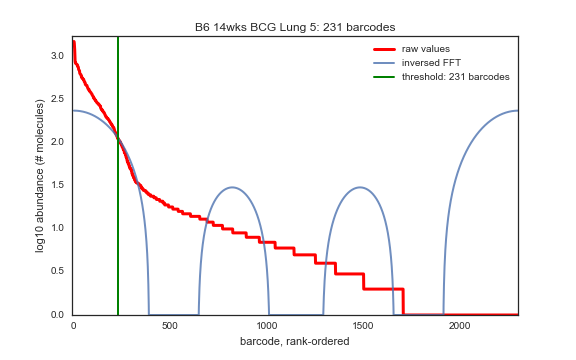 B6 14wks BCG Lung 5: 231 barcodes
raw values
inversed FFT
threshold: 231 barcodes
log10 abundance (# molecules)
3.0
2.5
2.0
1.5
1.0
0.5
0.0
0 500 1000 1500 2000
barcode, rank-ordered